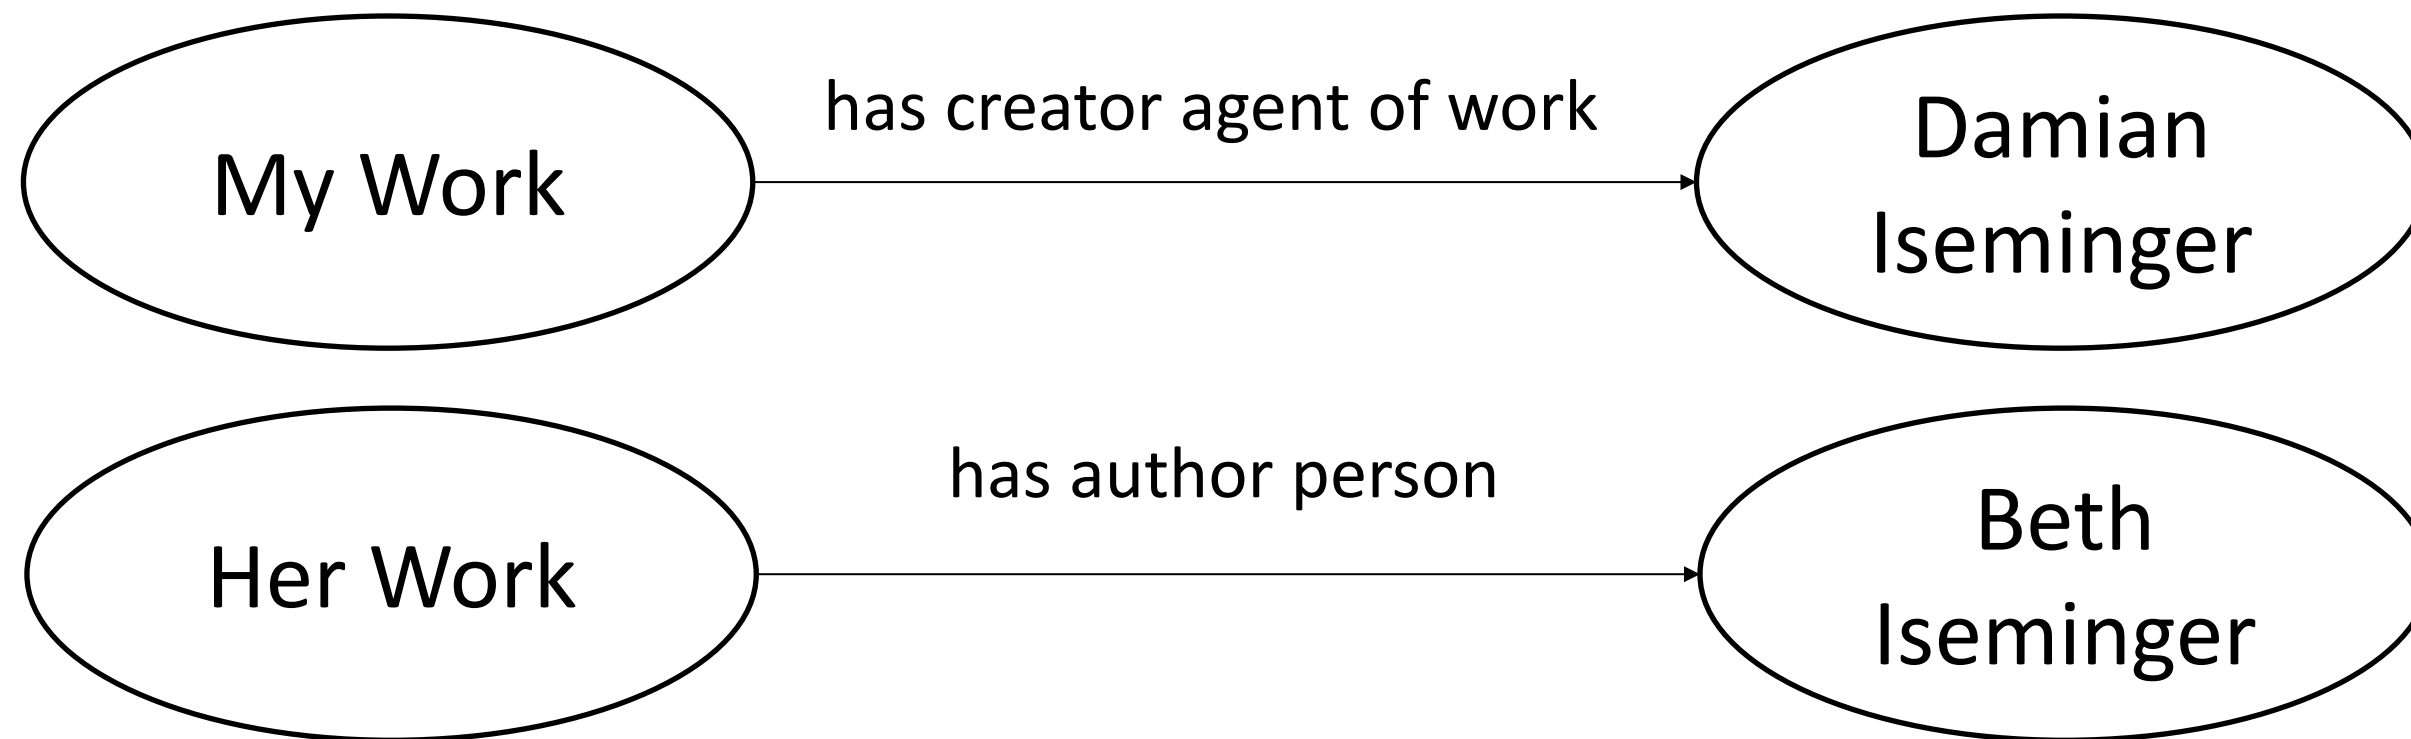 My Work
has creator agent of work
Damian
Iseminger
Her Work
has author person
Beth
Iseminger